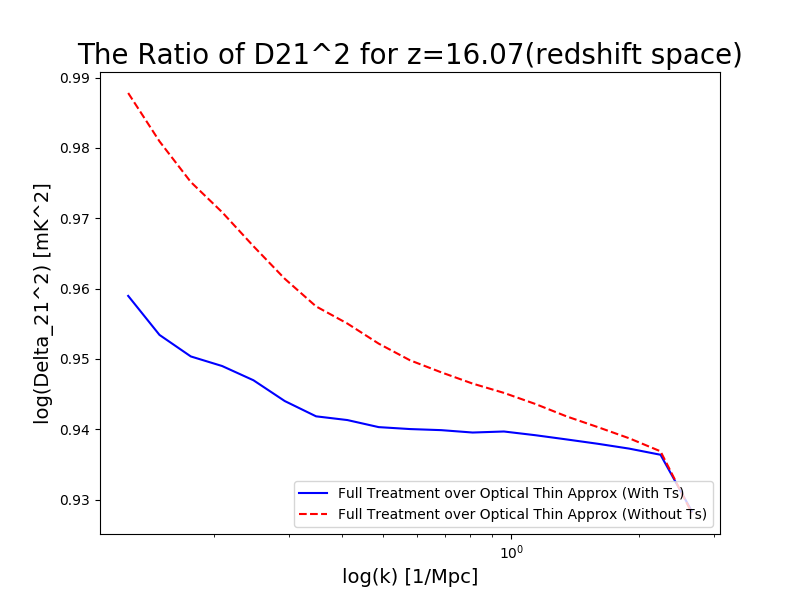 The Ratio of D21^2 for z=16.07(redshift space)
log(Delta_21^2) [mK^2]
0.99
0.98
0.97
0.96
0.95
0.94
0.93
Full Treatment over Optical Thin Approx (With Ts)
Full Treatment over Optical Thin Approx (Without Ts)
10⁰
log(k) [1/Mpc]